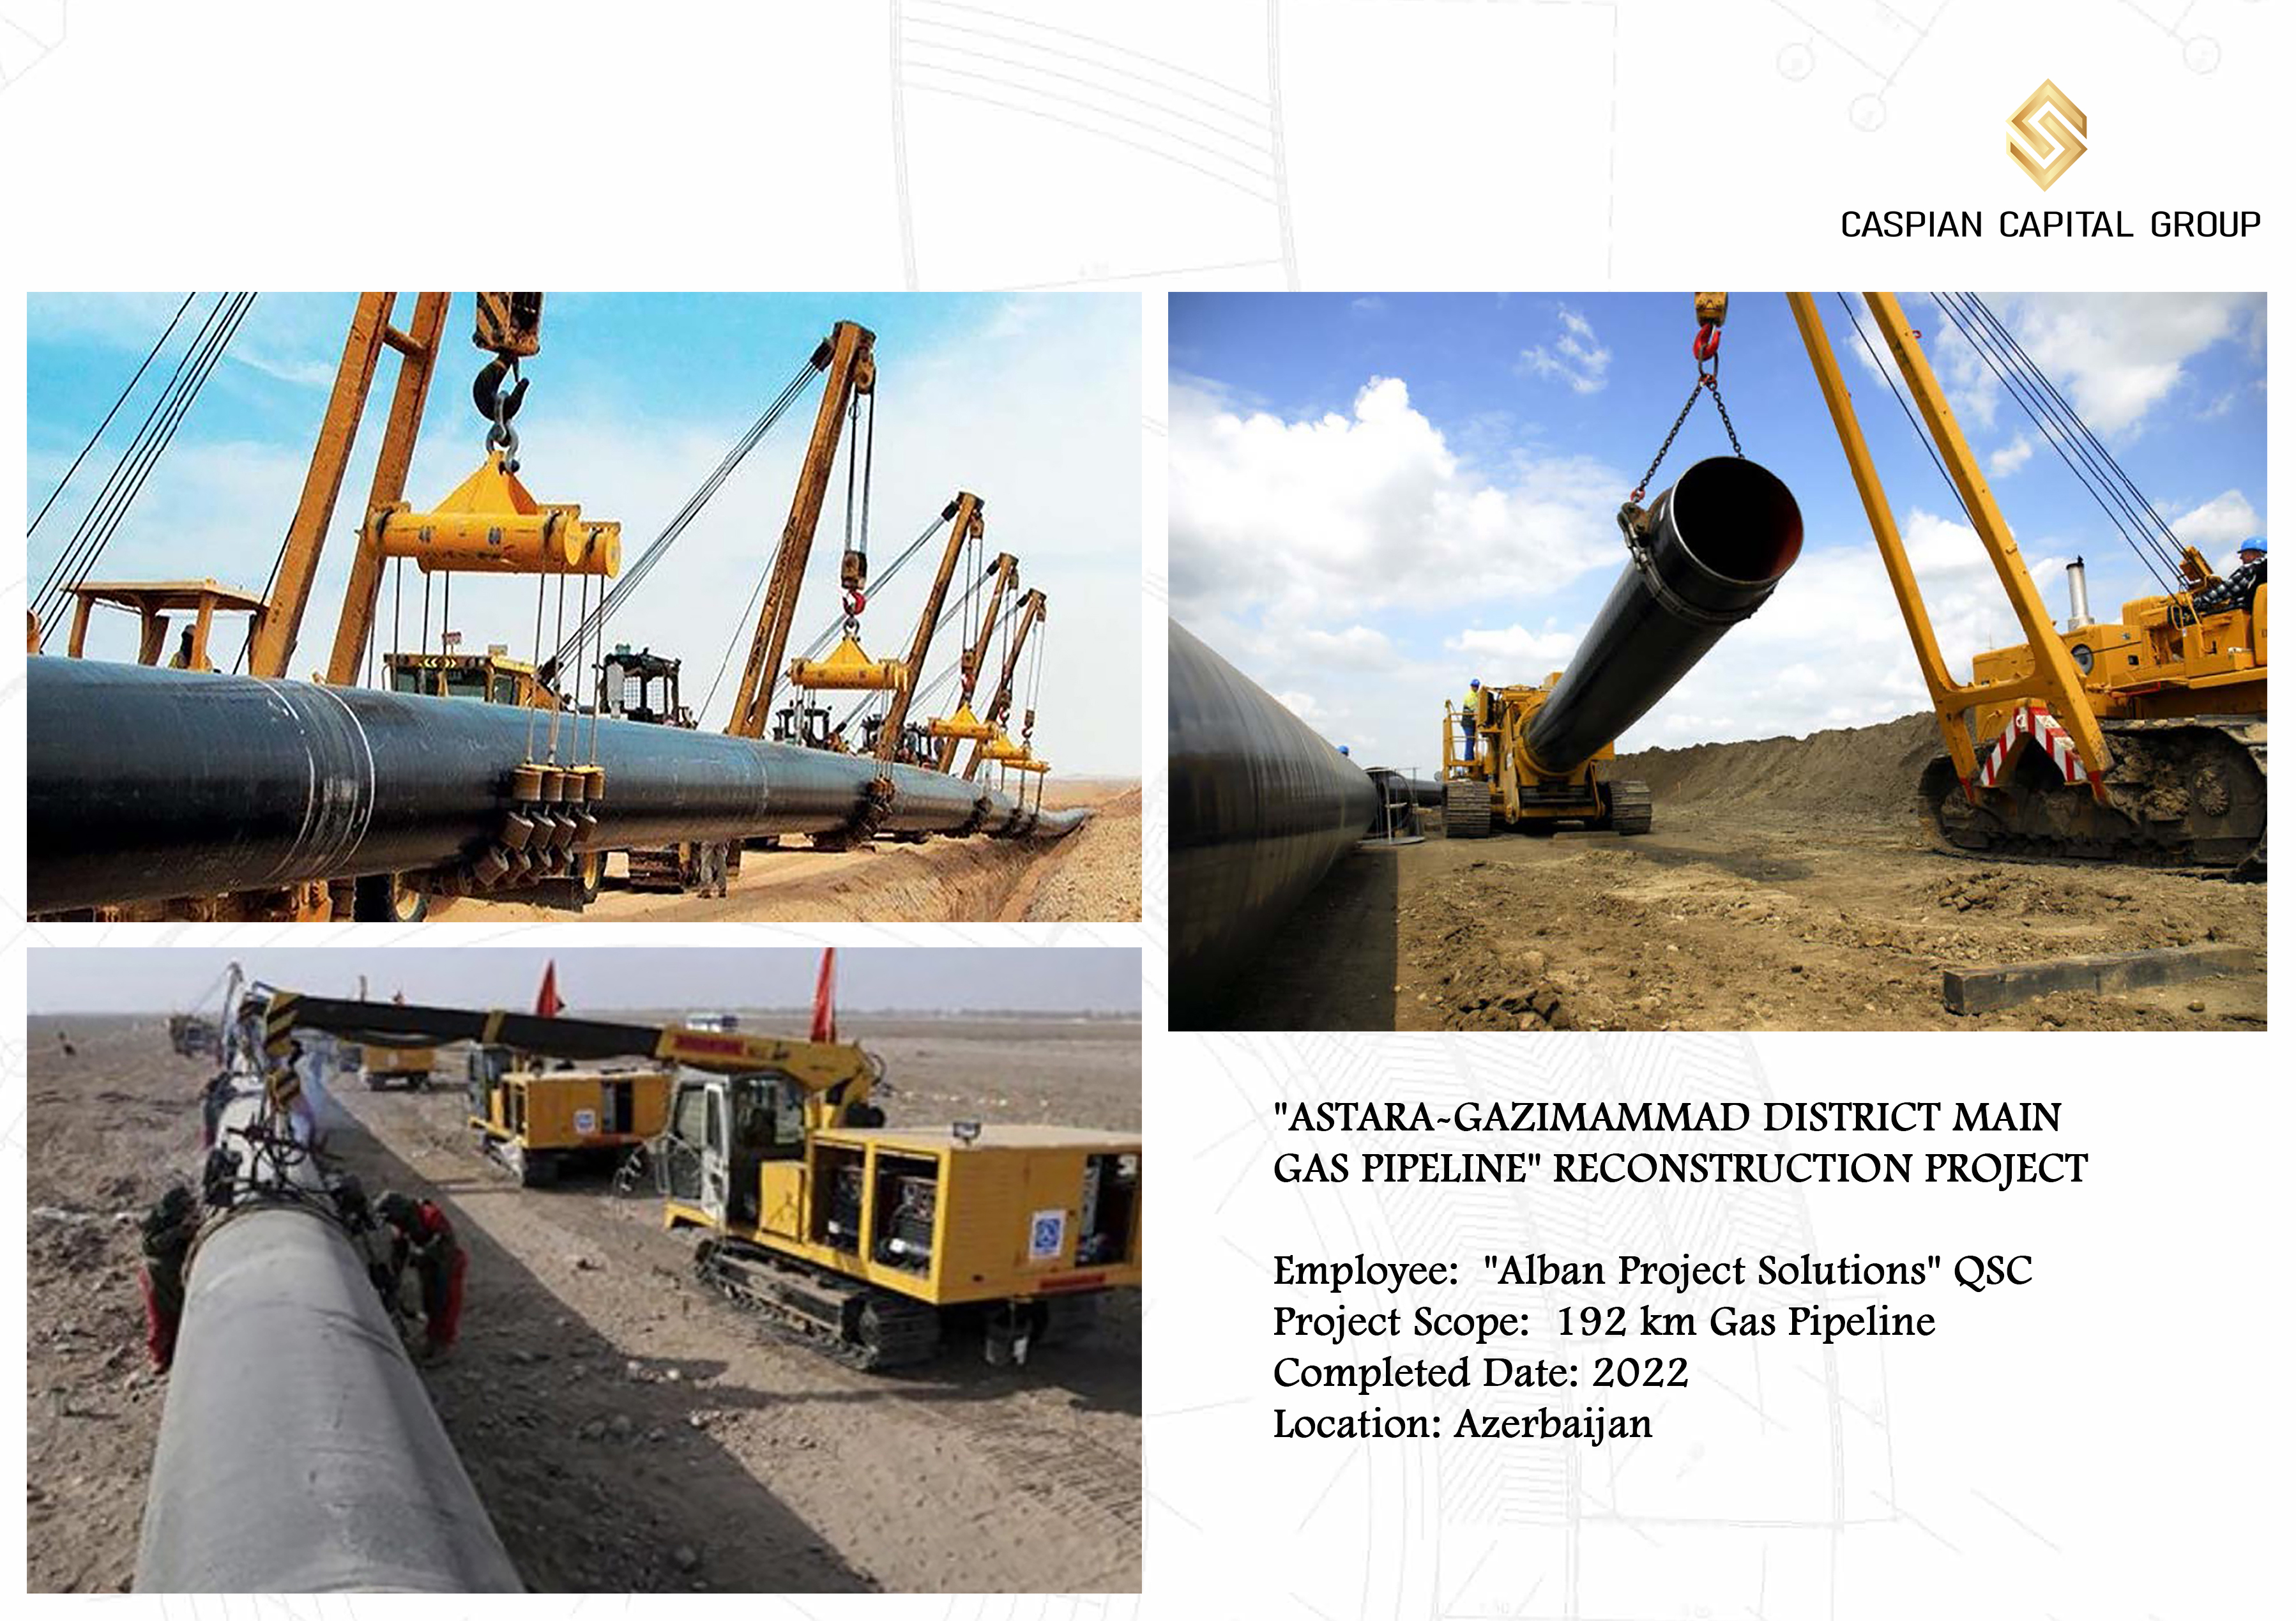 CASPIAN CAPITAL GROUP
"ASTARA-GAZIMAMMAD DISTRICT MAIN
GAS PIPELINE" RECONSTRUCTION PROJECT
Employee: "Alban Project Solutions" QSC
Project Scope: 192 km Gas Pipeline
Completed Date: 2022
Location: Azerbaijan